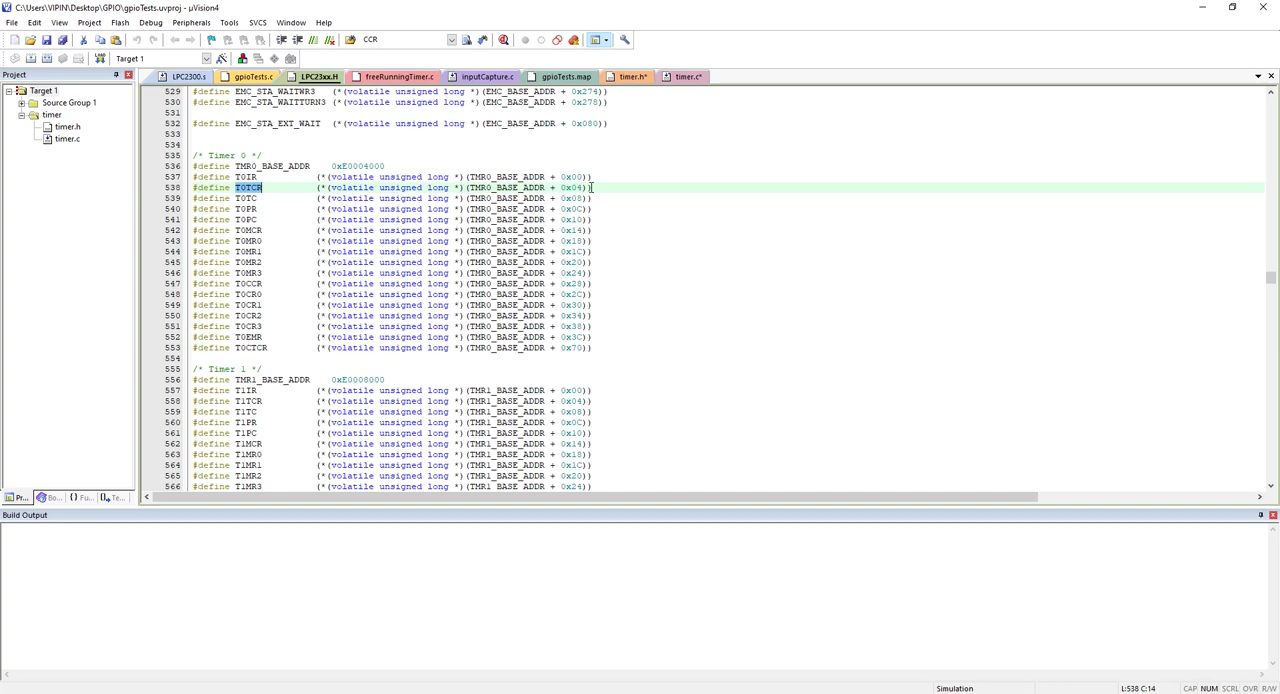 C:\Users\VIPIN\Desktop\GPIO\gpioTests.uvproj - µVision4
File Edit View Project Flash Debug Peripherals Tools SVCS Window Help
CCR
Target 1
Project
LPC2300.s gpioTests.c LPC23xx.H freeRunningTimer.c inputCapture.c gpioTests.map timer.h* timer.c*
Target 1
Source Group 1
timer
timer.h
timer.c
529 #define EMC_STA_WAITWR3 (*(volatile unsigned long *)(EMC_BASE_ADDR + 0x274))
530 #define EMC_STA_WAITTURN3 (*(volatile unsigned long *)(EMC_BASE_ADDR + 0x278))
531
532 #define EMC_STA_EXT_WAIT (*(volatile unsigned long *)(EMC_BASE_ADDR + 0x080))
533
534
535 /* Timer 0 */
536 #define TMR0_BASE_ADDR 0xE0004000
537 #define T0IR (*(volatile unsigned long *)(TMR0_BASE_ADDR + 0x00))
538 #define T0TCR (*(volatile unsigned long *)(TMR0_BASE_ADDR + 0x04))
539 #define T0TC (*(volatile unsigned long *)(TMR0_BASE_ADDR + 0x08))
540 #define T0PR (*(volatile unsigned long *)(TMR0_BASE_ADDR + 0x0C))
541 #define T0PC (*(volatile unsigned long *)(TMR0_BASE_ADDR + 0x10))
542 #define T0MCR (*(volatile unsigned long *)(TMR0_BASE_ADDR + 0x14))
543 #define T0MR0 (*(volatile unsigned long *)(TMR0_BASE_ADDR + 0x18))
544 #define T0MR1 (*(volatile unsigned long *)(TMR0_BASE_ADDR + 0x1C))
545 #define T0MR2 (*(volatile unsigned long *)(TMR0_BASE_ADDR + 0x20))
546 #define T0MR3 (*(volatile unsigned long *)(TMR0_BASE_ADDR + 0x24))
547 #define T0CCR (*(volatile unsigned long *)(TMR0_BASE_ADDR + 0x28))
548 #define T0CR0 (*(volatile unsigned long *)(TMR0_BASE_ADDR + 0x2C))
549 #define T0CR1 (*(volatile unsigned long *)(TMR0_BASE_ADDR + 0x30))
550 #define T0CR2 (*(volatile unsigned long *)(TMR0_BASE_ADDR + 0x34))
551 #define T0CR3 (*(volatile unsigned long *)(TMR0_BASE_ADDR + 0x38))
552 #define T0EMR (*(volatile unsigned long *)(TMR0_BASE_ADDR + 0x3C))
553 #define T0CTCR (*(volatile unsigned long *)(TMR0_BASE_ADDR + 0x70))
554
555 /* Timer 1 */
556 #define TMR1_BASE_ADDR 0xE0008000
557 #define T1IR (*(volatile unsigned long *)(TMR1_BASE_ADDR + 0x00))
558 #define T1TCR (*(volatile unsigned long *)(TMR1_BASE_ADDR + 0x04))
559 #define T1TC (*(volatile unsigned long *)(TMR1_BASE_ADDR + 0x08))
560 #define T1PR (*(volatile unsigned long *)(TMR1_BASE_ADDR + 0x0C))
561 #define T1PC (*(volatile unsigned long *)(TMR1_BASE_ADDR + 0x10))
562 #define T1MCR (*(volatile unsigned long *)(TMR1_BASE_ADDR + 0x14))
563 #define T1MR0 (*(volatile unsigned long *)(TMR1_BASE_ADDR + 0x18))
564 #define T1MR1 (*(volatile unsigned long *)(TMR1_BASE_ADDR + 0x1C))
565 #define T1MR2 (*(volatile unsigned long *)(TMR1_BASE_ADDR + 0x20))
566 #define T1MR3 (*(volatile unsigned long *)(TMR1_BASE_ADDR + 0x24))
Pr... Bo... {} Fu... Te...
Build Output
Simulation L:538 C:14 CAP NUM SCRL OVR R/W